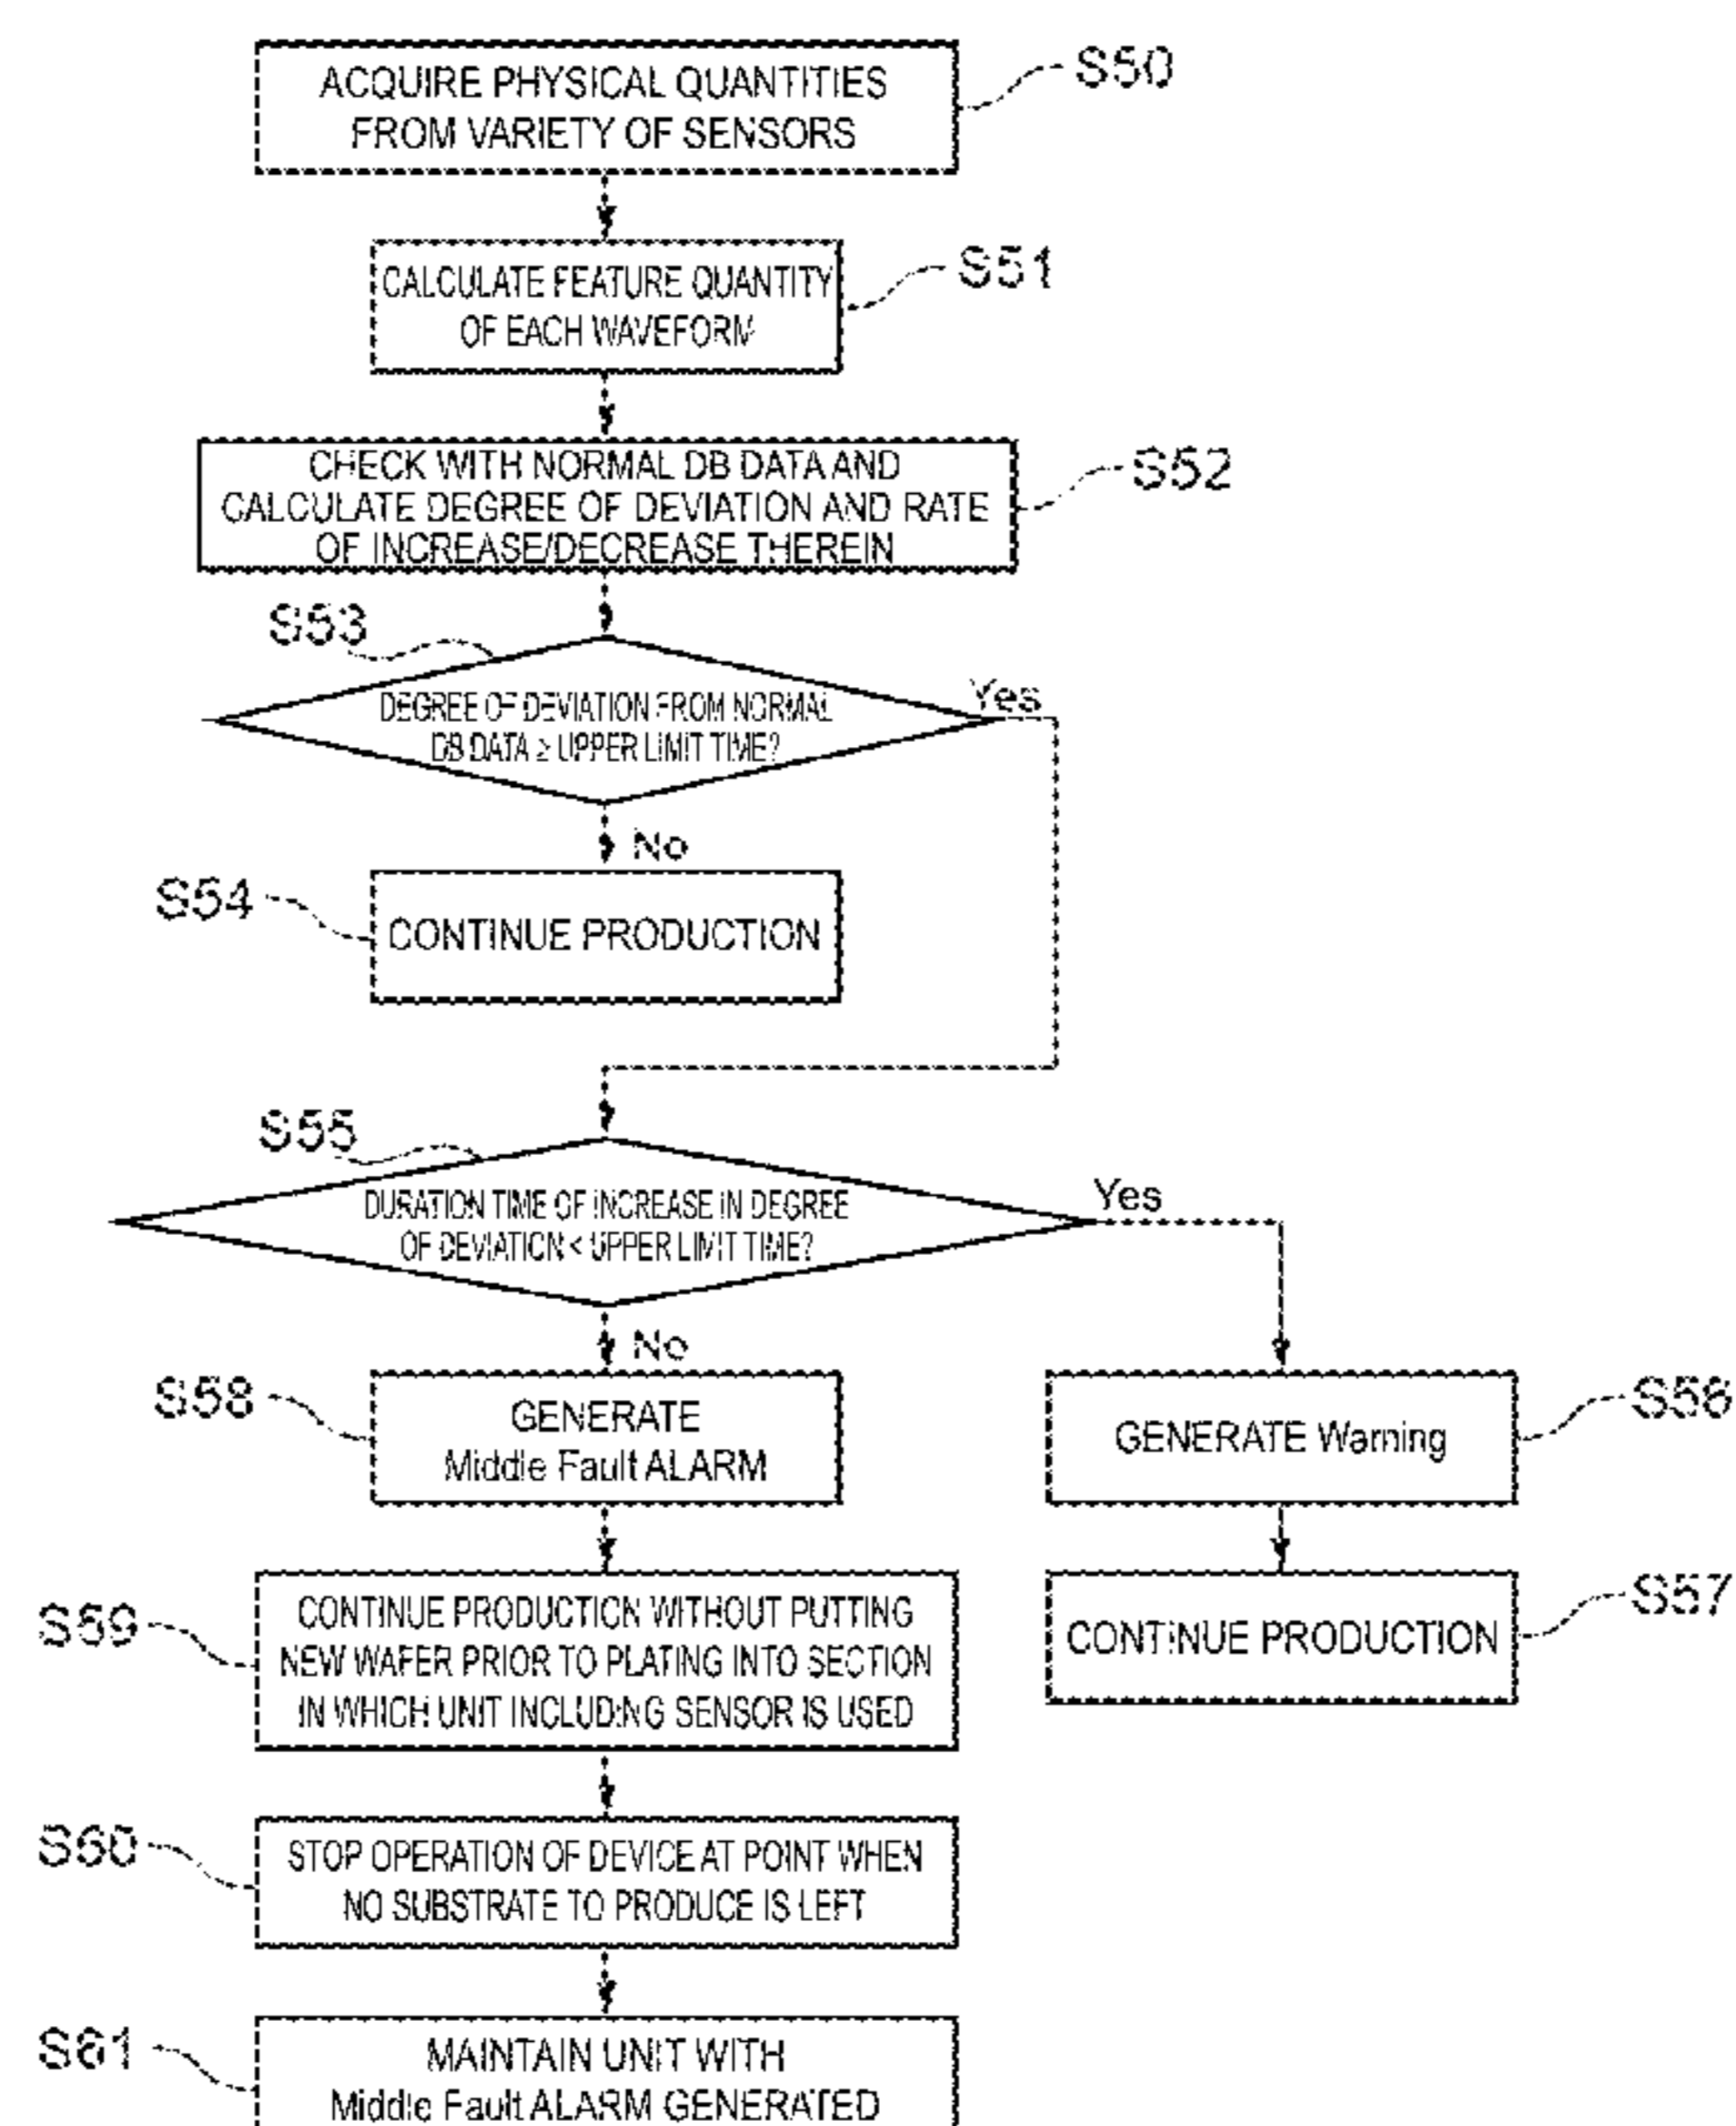 ACQUIRE PHYSICAL QUANTITIES
FROM VARIETY OF SENSORS
S50
CALCULATE FEATURE QUANTITY
OF EACH WAVEFORM
S51
CHECK WITH NORMAL DB DATA AND
CALCULATE DEGREE OF DEVIATION AND RATE
OF INCREASE/DECREASE THEREIN
S52
S53
DEGREE OF DEVIATION FROM NORMAL
DB DATA ≥ UPPER LIMIT TIME?
Yes
No
S54
CONTINUE PRODUCTION
S55
DURATION TIME OF INCREASE IN DEGREE
OF DEVIATION < UPPER LIMIT TIME?
Yes
No
S58
GENERATE
Middle Fault ALARM
GENERATE Warning
S56
S59
CONTINUE PRODUCTION WITHOUT PUTTING
NEW WAFER PRIOR TO PLATING INTO SECTION
IN WHICH UNIT INCLUDING SENSOR IS USED
CONTINUE PRODUCTION
S57
S60
STOP OPERATION OF DEVICE AT POINT WHEN
NO SUBSTRATE TO PRODUCE IS LEFT
S61
MAINTAIN UNIT WITH
Middle Fault ALARM GENERATED